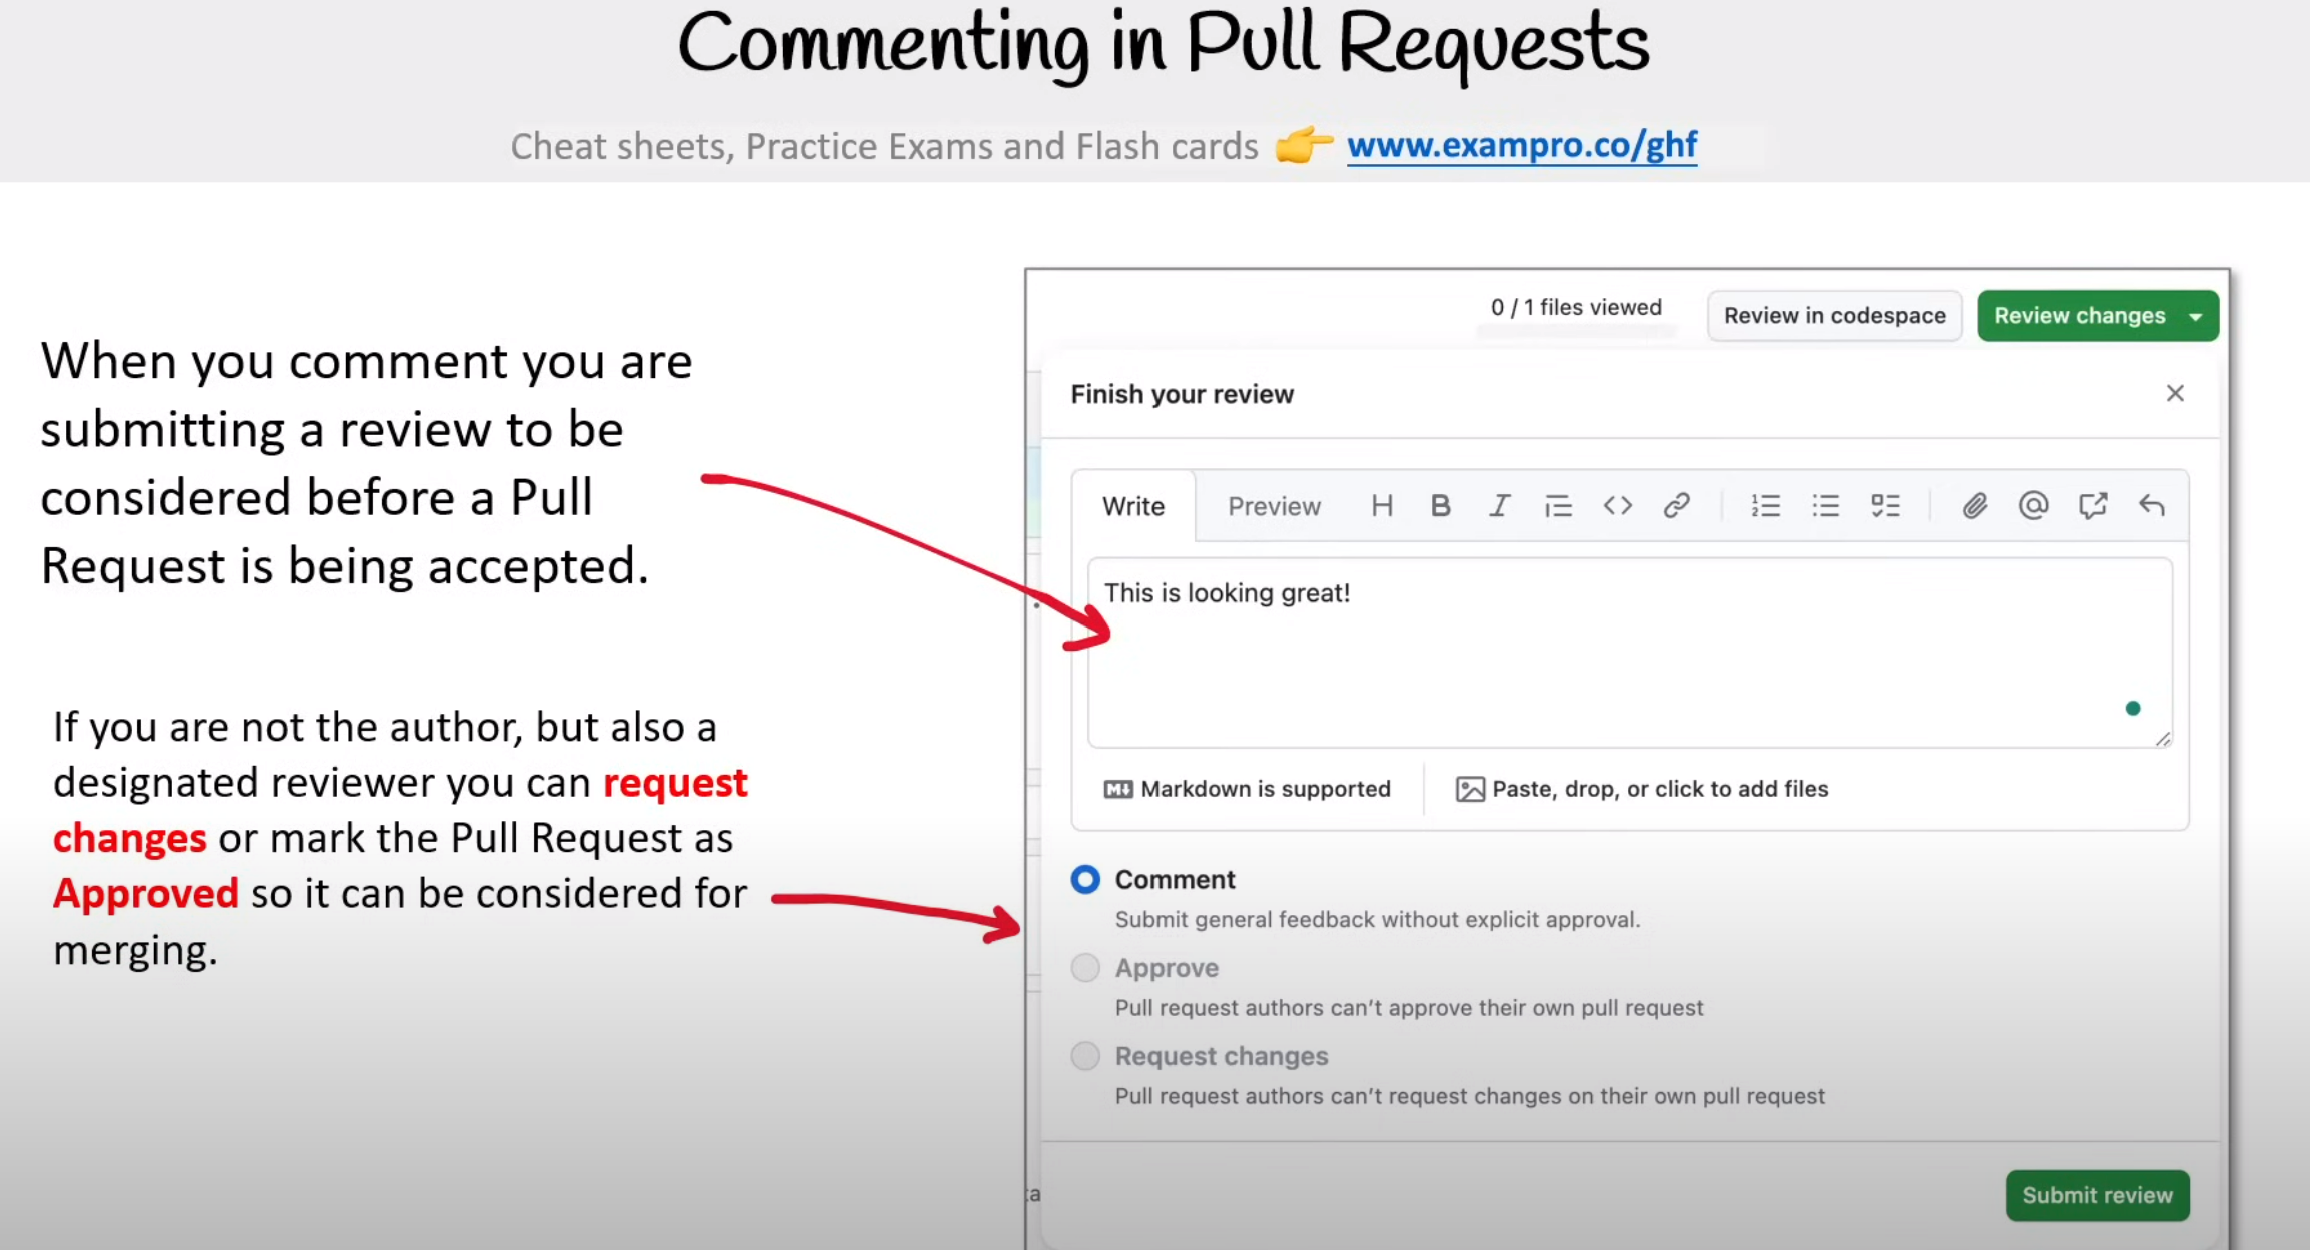 Commenting in Pull Requests
Cheat sheets, Practice Exams and Flash cards 👉 www.exampro.co/ghf
When you comment you are
submitting a review to be
considered before a Pull
Request is being accepted.
If you are not the author, but also a
designated reviewer you can request
changes or mark the Pull Request as
Approved so it can be considered for
merging.
0 / 1 files viewed
Review in codespace
Review changes
Finish your review
Write
Preview
This is looking great!
Markdown is supported
Paste, drop, or click to add files
Comment
Submit general feedback without explicit approval.
Approve
Pull request authors can't approve their own pull request
Request changes
Pull request authors can't request changes on their own pull request
Submit review